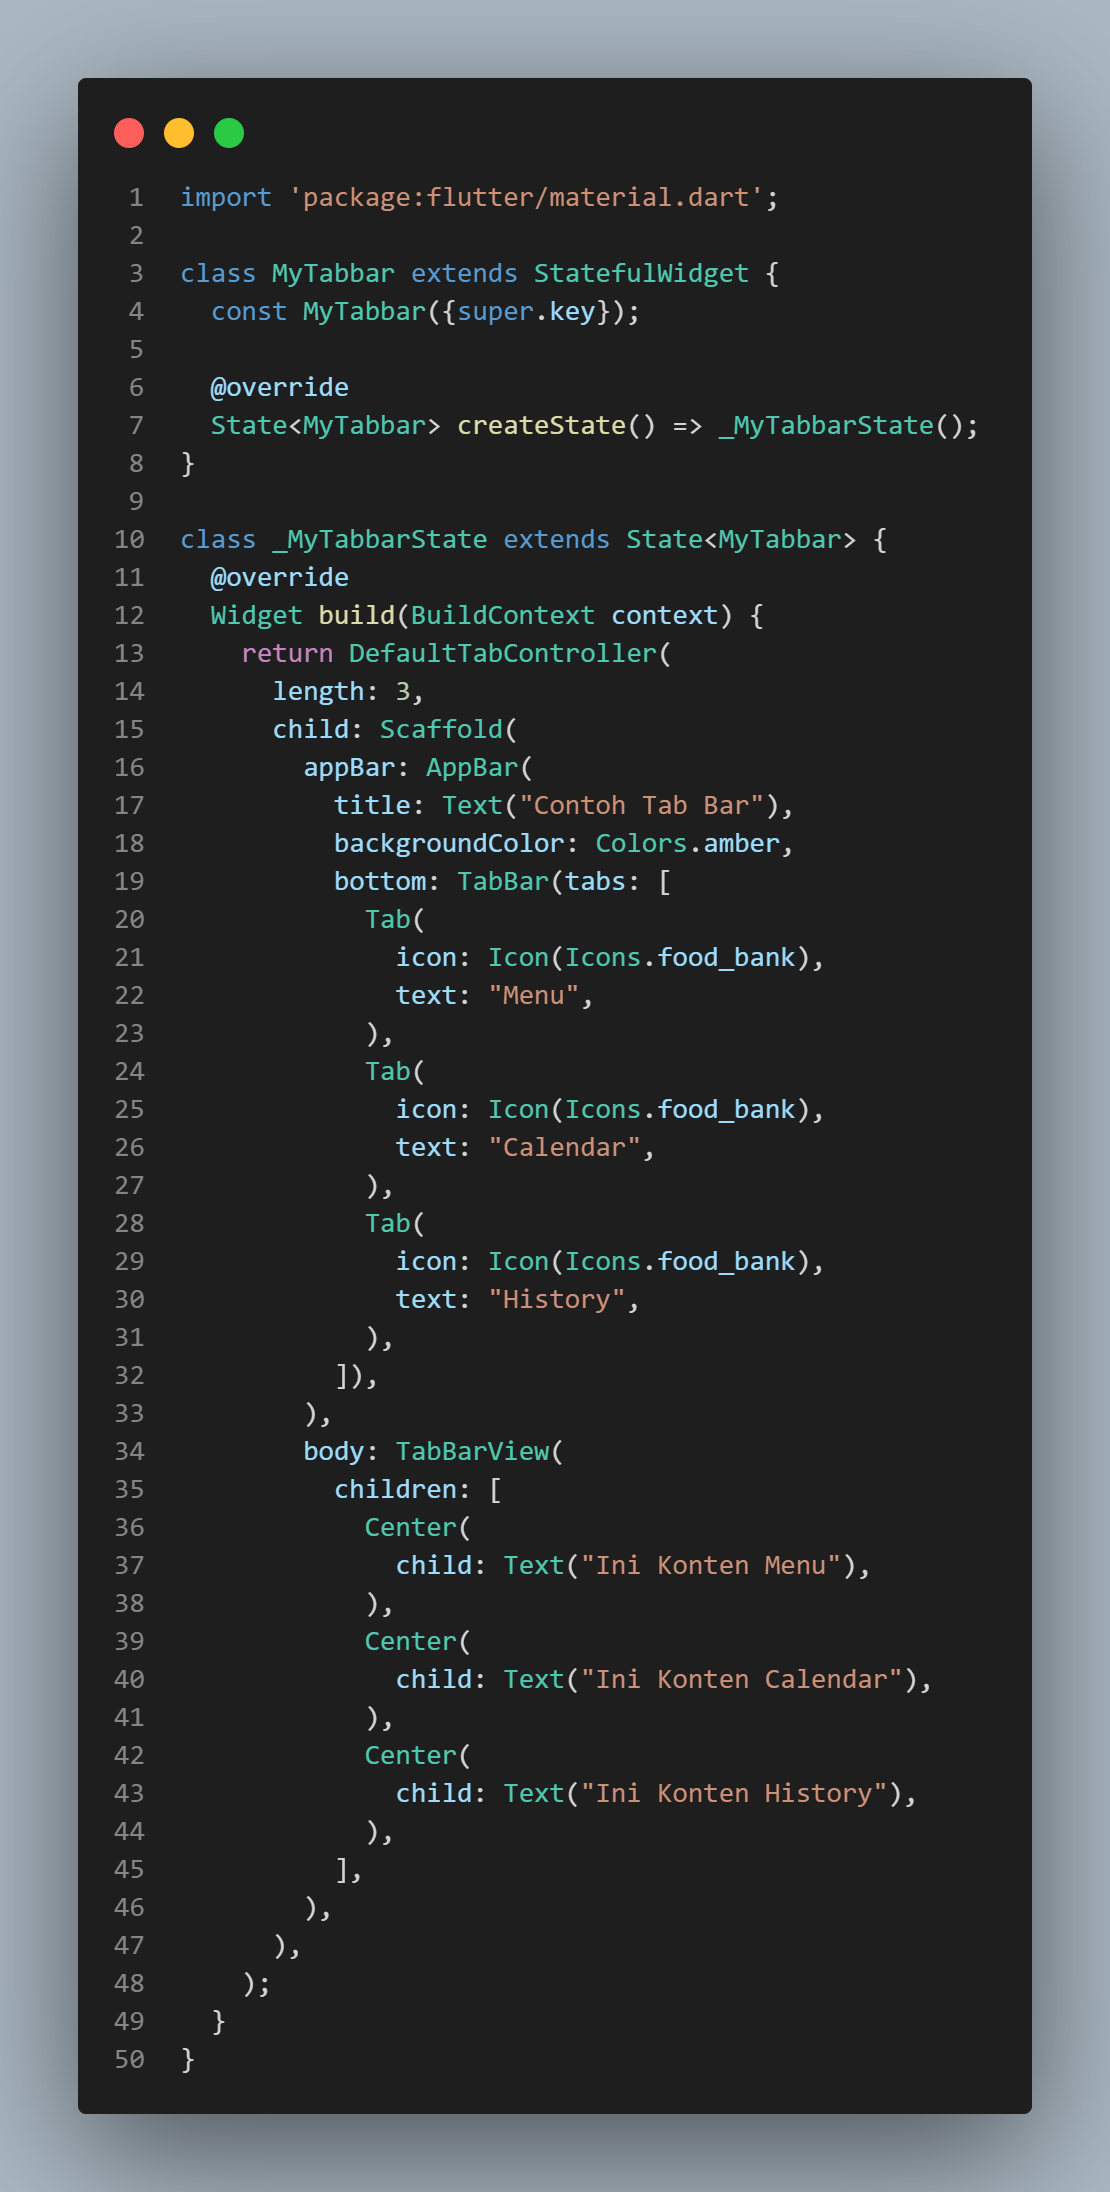 1 import 'package:flutter/material.dart';
2
3 class MyTabbar extends StatefulWidget {
4   const MyTabbar({super.key});
5
6   @override
7   State<MyTabbar> createState() => _MyTabbarState();
8 }
9
10 class _MyTabbarState extends State<MyTabbar> {
11   @override
12   Widget build(BuildContext context) {
13     return DefaultTabController(
14       length: 3,
15       child: Scaffold(
16         appBar: AppBar(
17           title: Text("Contoh Tab Bar"),
18           backgroundColor: Colors.amber,
19           bottom: TabBar(tabs: [
20             Tab(
21               icon: Icon(Icons.food_bank),
22               text: "Menu",
23             ),
24             Tab(
25               icon: Icon(Icons.food_bank),
26               text: "Calendar",
27             ),
28             Tab(
29               icon: Icon(Icons.food_bank),
30               text: "History",
31             ),
32           ]),
33         ),
34         body: TabBarView(
35           children: [
36             Center(
37               child: Text("Ini Konten Menu"),
38             ),
39             Center(
40               child: Text("Ini Konten Calendar"),
41             ),
42             Center(
43               child: Text("Ini Konten History"),
44             ),
45           ],
46         ),
47       ),
48     );
49   }
50 }